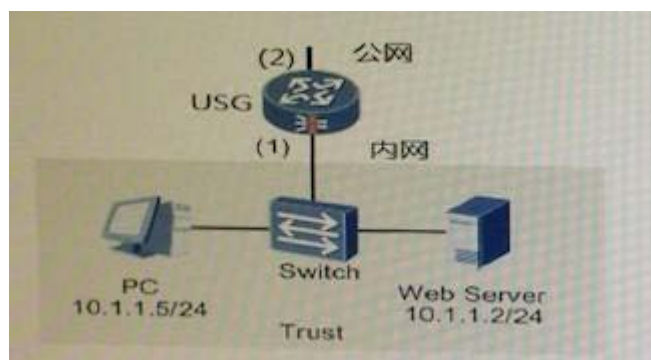 (2) 公网
USG
(1) 内网
Switch
PC
10.1.1.5/24
Web Server
10.1.1.2/24
Trust